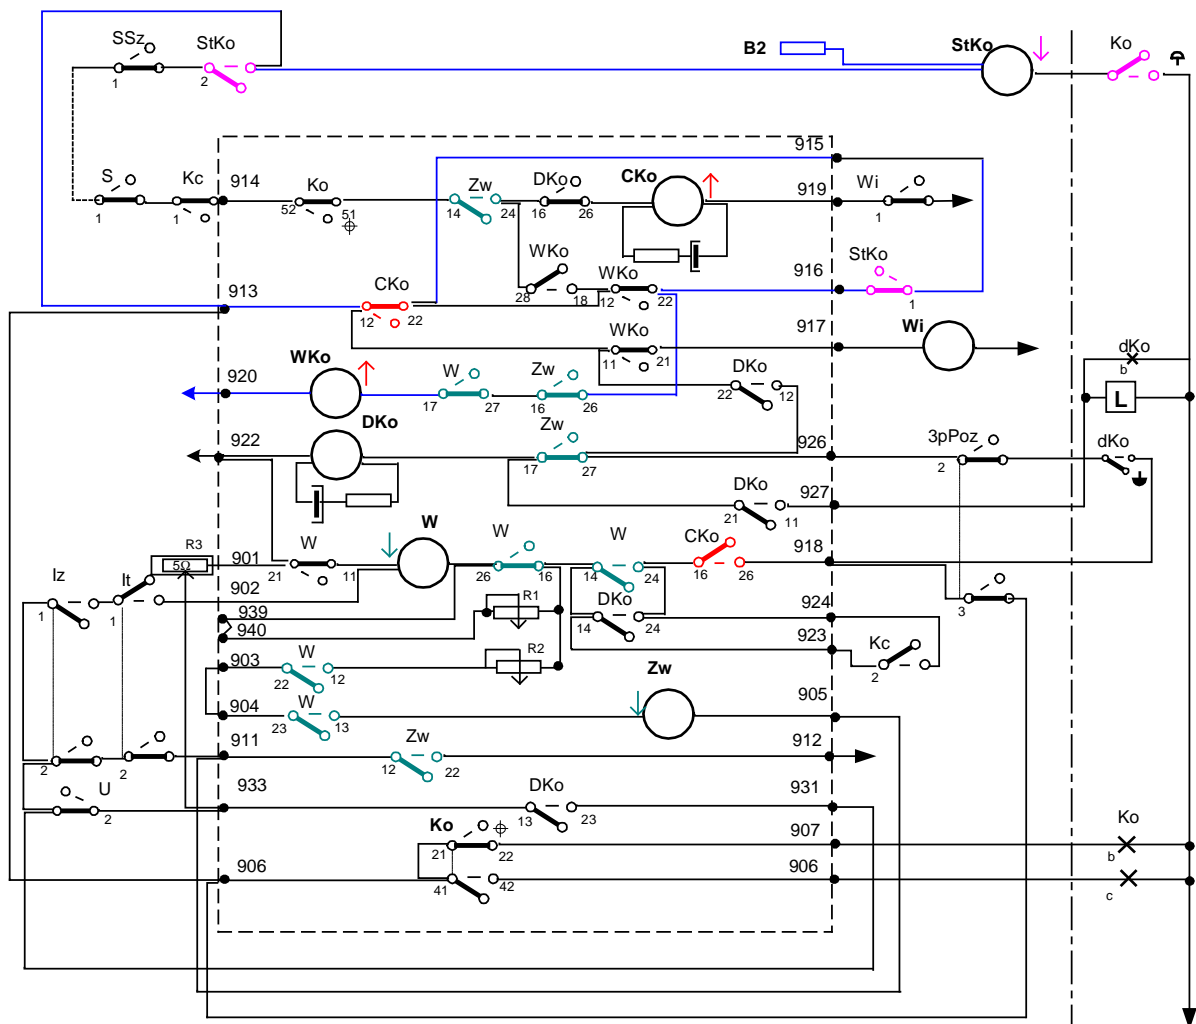 SSz
StKo
B2
StKo
Ko
1
2
915
S
Kc
914
Ko
Zw
DKo
CKo
919
Wi
1
1
52
51
14
24
16
26
1
StKo
WKo
WKo
916
CKo
913
28
18
12
22
1
12
22
WKo
917
Wi
dKo
b
WKo
11
21
DKo
920
W
Zw
L
17
27
16
26
22
12
DKo
922
Zw
926
3pPoz
dKo
17
27
2
DKo
927
21
11
W
W
W
CKo
918
R3
901
W
5Ω
Iz
It
21
11
26
16
14
24
16
26
902
1
1
R1
DKo
924
3
939
940
14
24
923
Kc
R2
903
W
2
22
12
Zw
904
W
905
23
13
911
Zw
912
2
2
12
22
933
U
DKo
931
2
13
23
Ko
907
Ko
21
22
b
906
906
41
42
c